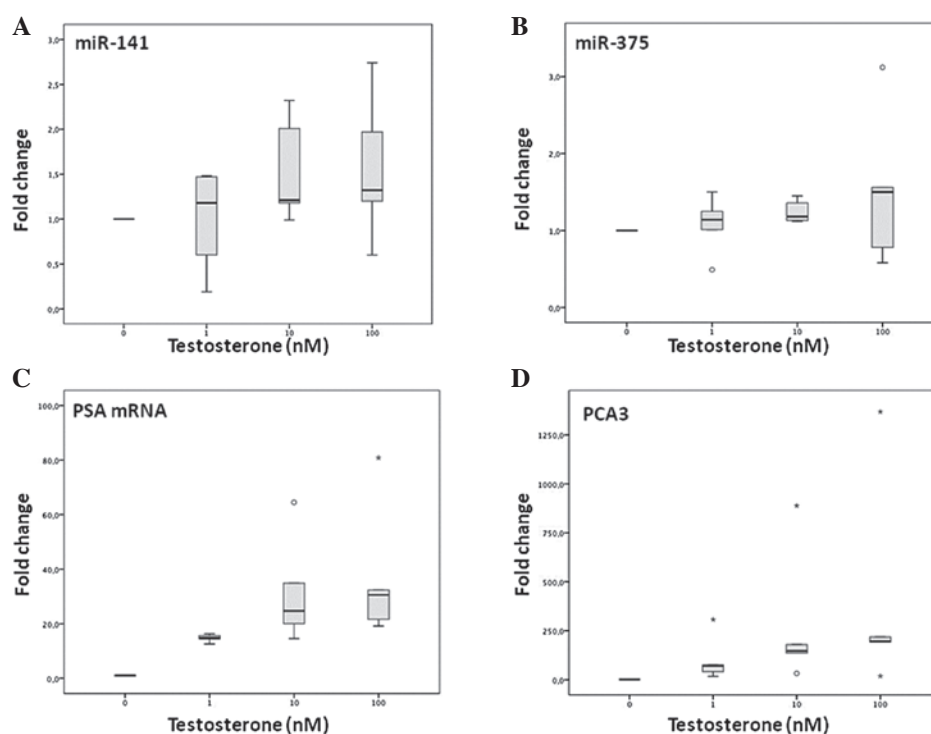 A
miR-141
3,0
2,5
2,0
1,5
1,0
0,5
0,0
Fold change
0 1 10 100
Testosterone (nM)
B
miR-375
3,0
2,0
1,0
0,0
Fold change
0 1 10 100
Testosterone (nM)
C
PSA mRNA
100,0
80,0
60,0
40,0
20,0
0,0
Fold change
0 1 10 100
Testosterone (nM)
D
PCA3
1250,0
1000,0
750,0
500,0
250,0
0,0
Fold change
0 1 10 100
Testosterone (nM)